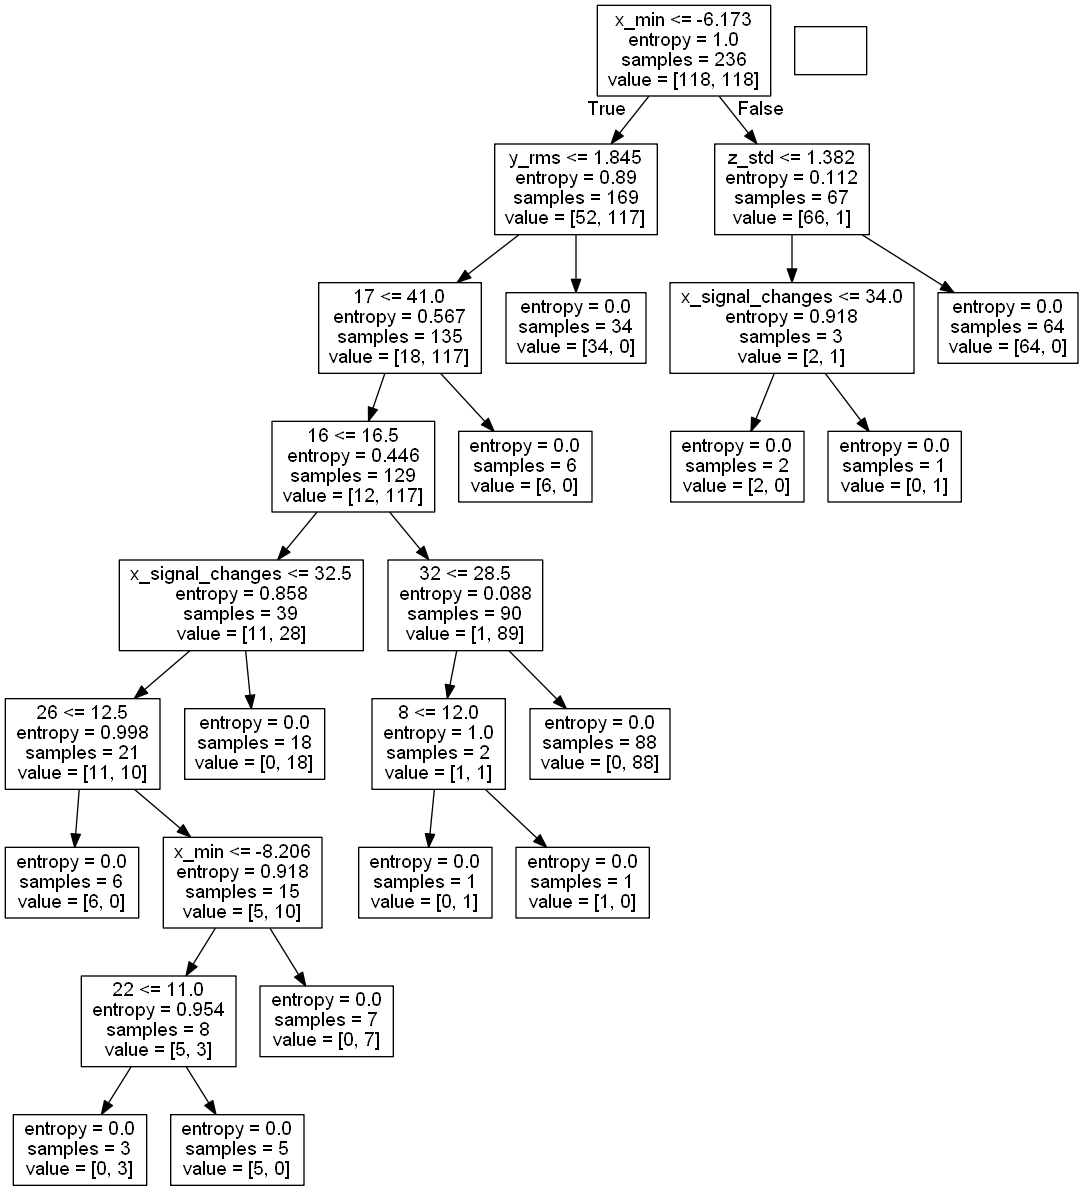 x_min <= -6.173
entropy = 1.0
samples = 236
value = [118, 118]
True
False
y_rms <= 1.845
entropy = 0.89
samples = 169
value = [52, 117]
z_std <= 1.382
entropy = 0.112
samples = 67
value = [66, 1]
17 <= 41.0
entropy = 0.567
samples = 135
value = [18, 117]
entropy = 0.0
samples = 34
value = [34, 0]
x_signal_changes <= 34.0
entropy = 0.918
samples = 3
value = [2, 1]
entropy = 0.0
samples = 64
value = [64, 0]
16 <= 16.5
entropy = 0.446
samples = 129
value = [12, 117]
entropy = 0.0
samples = 6
value = [6, 0]
entropy = 0.0
samples = 2
value = [2, 0]
entropy = 0.0
samples = 1
value = [0, 1]
x_signal_changes <= 32.5
entropy = 0.858
samples = 39
value = [11, 28]
32 <= 28.5
entropy = 0.088
samples = 90
value = [1, 89]
26 <= 12.5
entropy = 0.998
samples = 21
value = [11, 10]
entropy = 0.0
samples = 18
value = [0, 18]
8 <= 12.0
entropy = 1.0
samples = 2
value = [1, 1]
entropy = 0.0
samples = 88
value = [0, 88]
entropy = 0.0
samples = 6
value = [6, 0]
x_min <= -8.206
entropy = 0.918
samples = 15
value = [5, 10]
entropy = 0.0
samples = 1
value = [0, 1]
entropy = 0.0
samples = 1
value = [1, 0]
22 <= 11.0
entropy = 0.954
samples = 8
value = [5, 3]
entropy = 0.0
samples = 7
value = [0, 7]
entropy = 0.0
samples = 3
value = [0, 3]
entropy = 0.0
samples = 5
value = [5, 0]